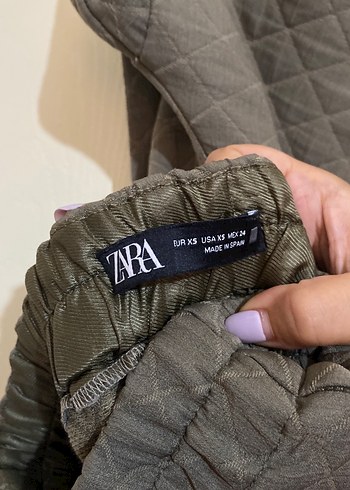 ZARA
EUR XS USA XS MEX 24
MADE IN SPAIN